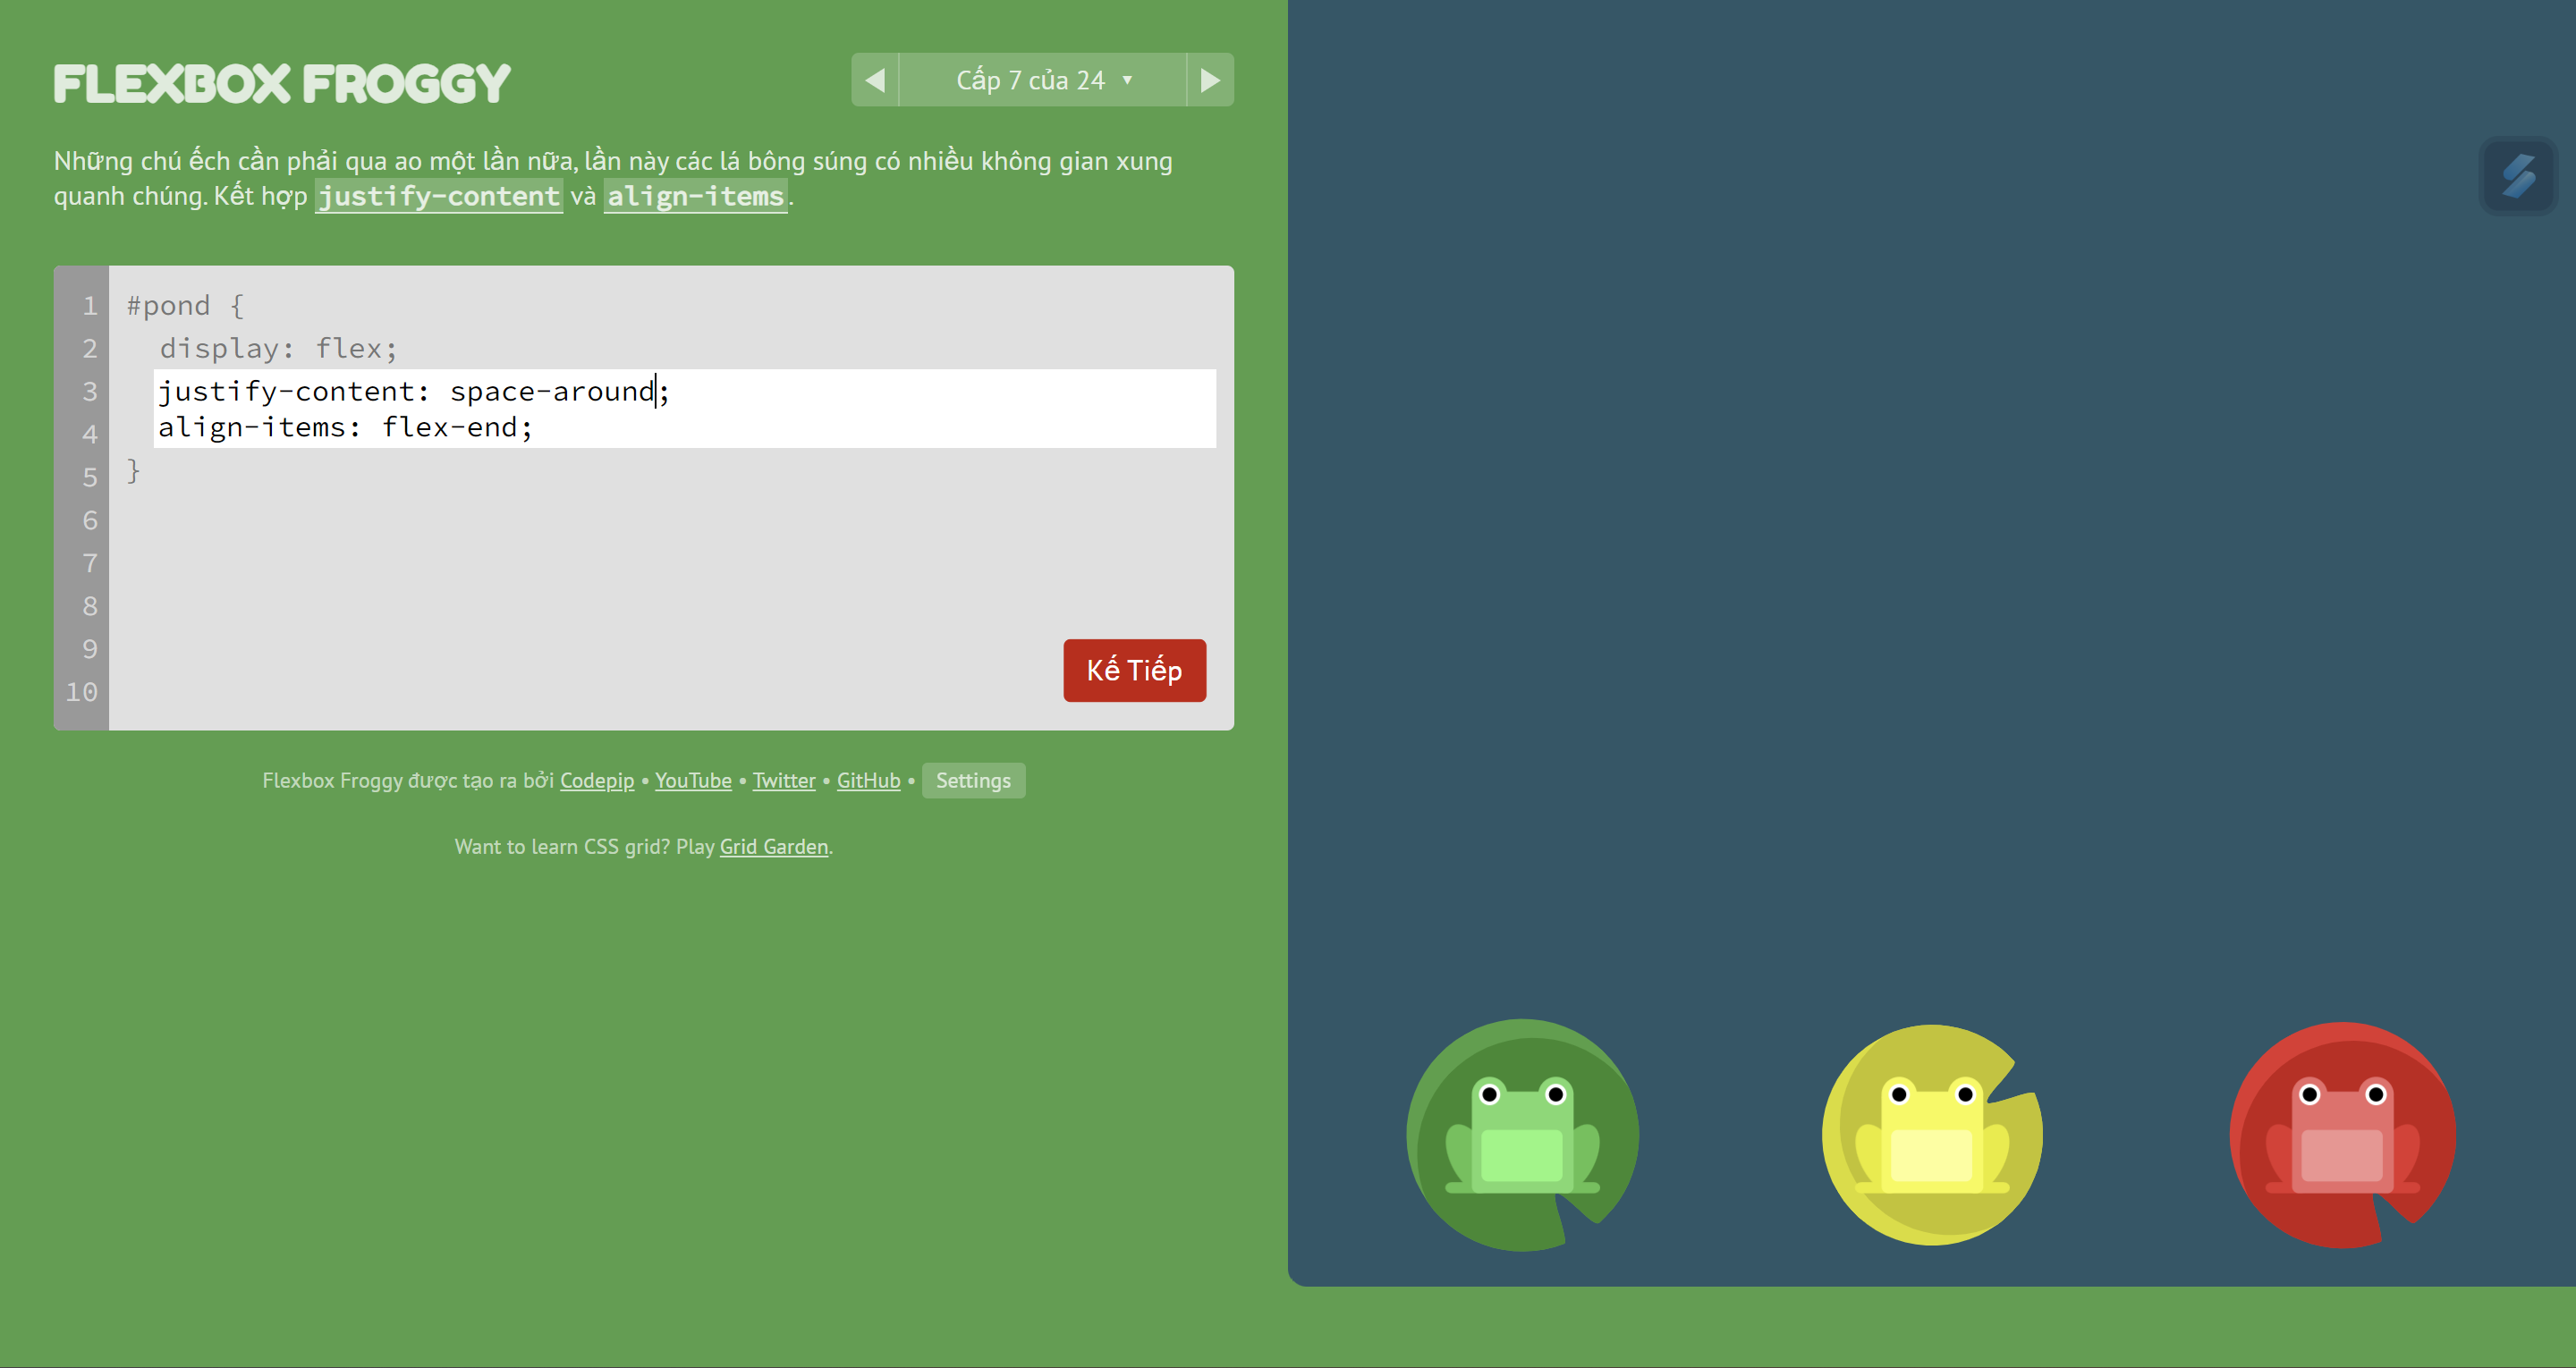 FLEXBOX FROGGY
Cấp 7 của 24 ▼
Những chú ếch cần phải qua ao một lần nữa, lần này các lá bông súng có nhiều không gian xung
quanh chúng. Kết hợp justify-content và align-items.
1 #pond {
2 display: flex;
3 justify-content: space-around;
4 align-items: flex-end;
5 }
6
7
8
9
10
Kế Tiếp
Flexbox Froggy được tạo ra bởi Codepip • YouTube • Twitter • GitHub • Settings
Want to learn CSS grid? Play Grid Garden.